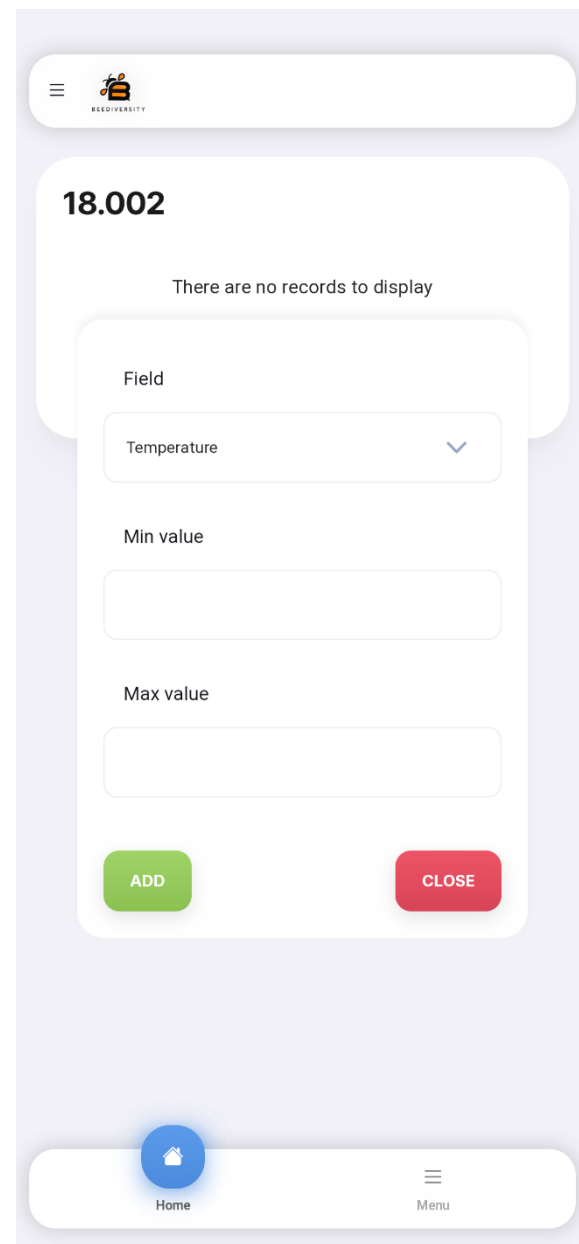 BEEDIVERSITY
18.002
There are no records to display
Field
Temperature
Min value
Max value
ADD CLOSE
Home Menu